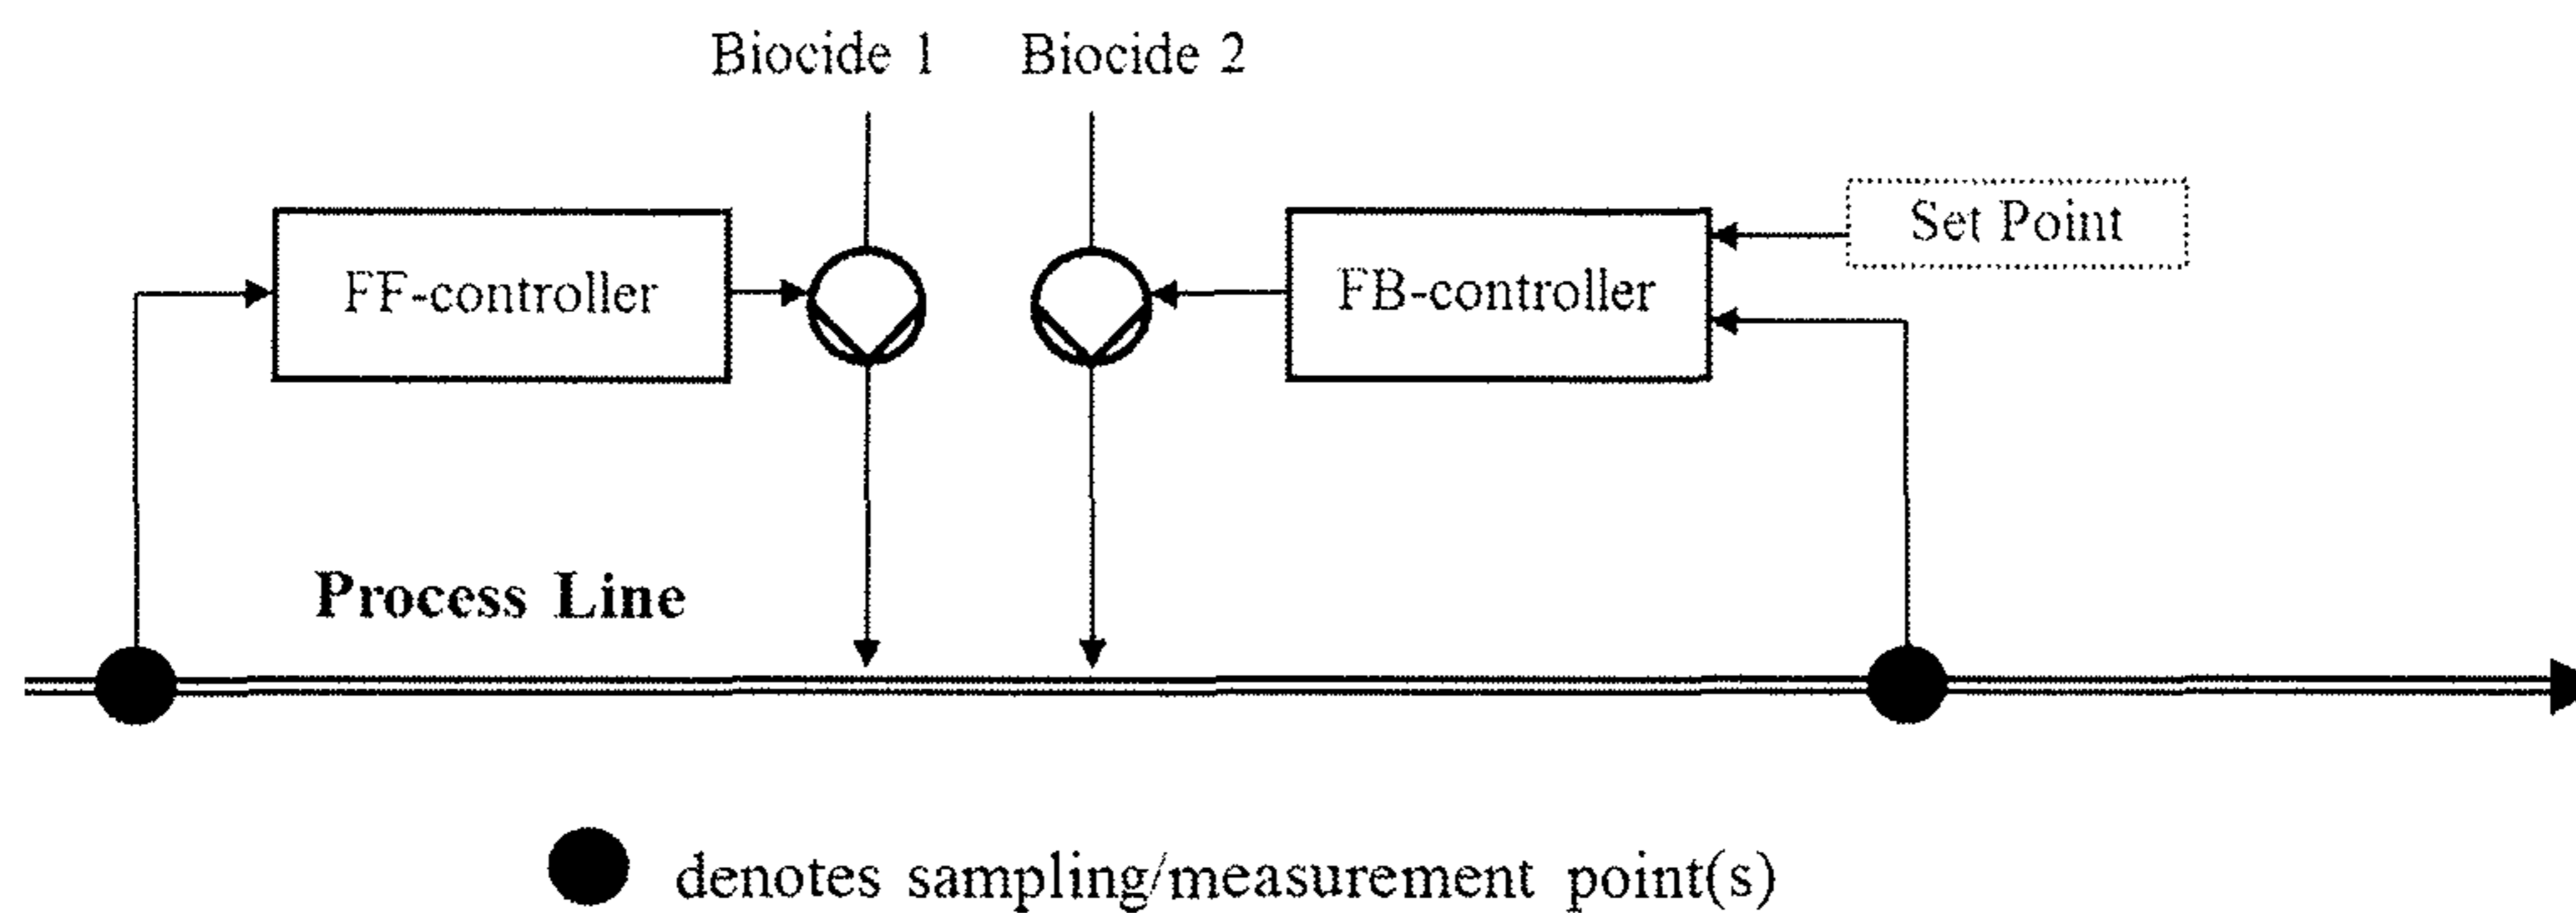 Biocide 1
Biocide 2
Set Point
FF-controller
FB-controller
Process Line
denotes sampling/measurement point(s)